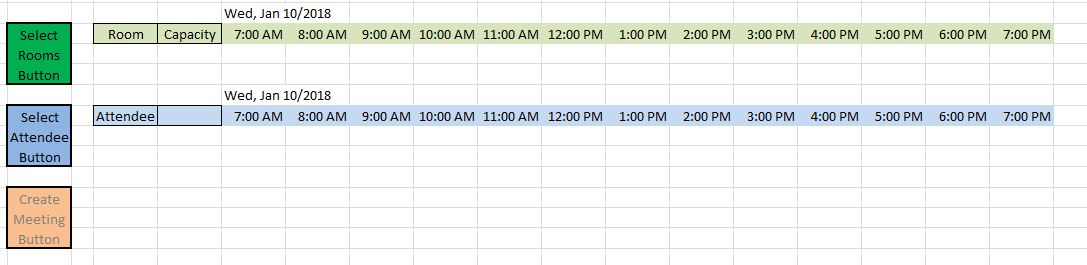 Wed, Jan 10/2018
Select Rooms Button
Room Capacity 7:00 AM 8:00 AM 9:00 AM 10:00 AM 11:00 AM 12:00 PM 1:00 PM 2:00 PM 3:00 PM 4:00 PM 5:00 PM 6:00 PM 7:00 PM
Wed, Jan 10/2018
Select Attendee Button
Attendee 7:00 AM 8:00 AM 9:00 AM 10:00 AM 11:00 AM 12:00 PM 1:00 PM 2:00 PM 3:00 PM 4:00 PM 5:00 PM 6:00 PM 7:00 PM
Create Meeting Button